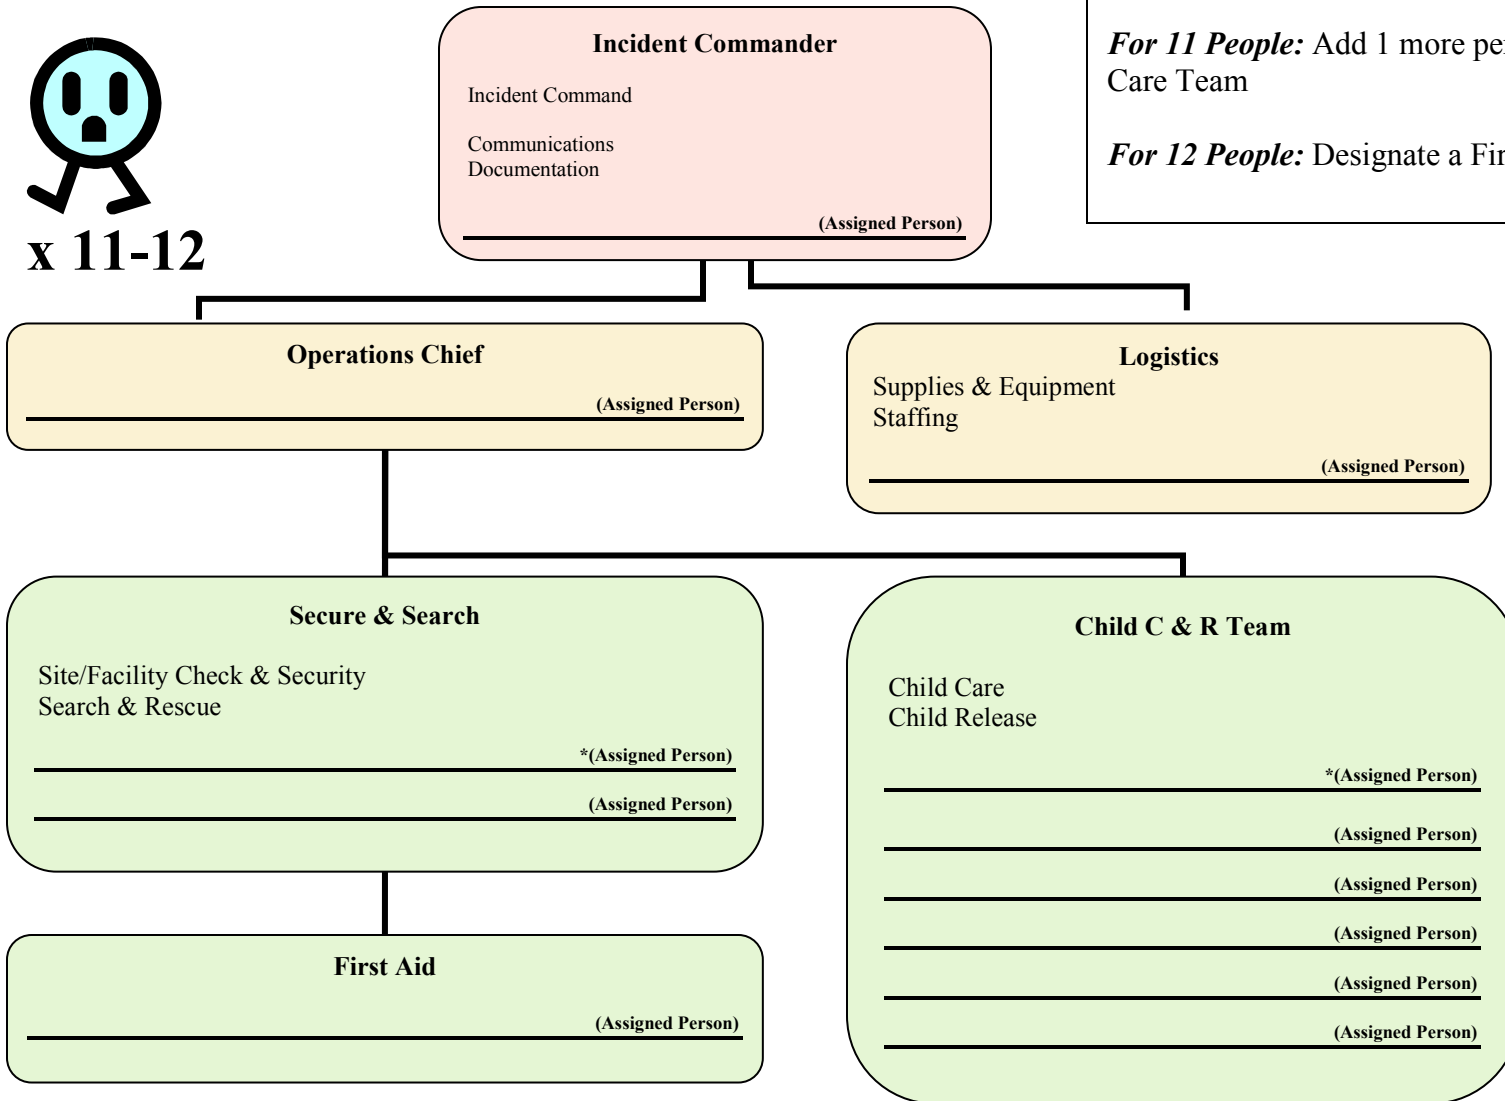 Incident Commander
Incident Command
Communications
Documentation
(Assigned Person)
For 11 People: Add 1 more
Care Team
For 12 People: Designate a
x 11-12
Operations Chief
(Assigned Person)
Logistics
Supplies & Equipment
Staffing
(Assigned Person)
Secure & Search
Site/Facility Check & Security
Search & Rescue
*(Assigned Person)
(Assigned Person)
Child C & R Team
Child Care
Child Release
*(Assigned Person)
(Assigned Person)
(Assigned Person)
(Assigned Person)
(Assigned Person)
(Assigned Person)
First Aid
(Assigned Person)